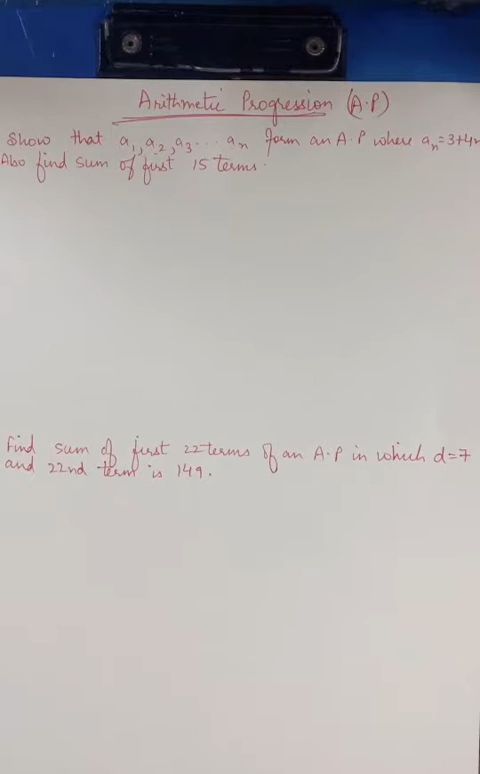 Arithmetic Progression (A.P)
Show that a₁, a₂, a₃... aₙ form an A.P where aₙ=3+4n
Also find sum of first 15 terms.
Find sum of first 22 terms of an A.P in which d=7
and 22nd term is 149.